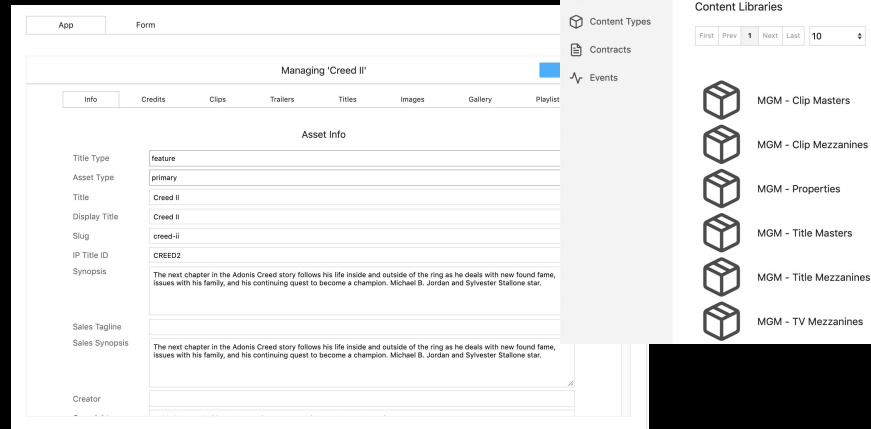 App
Form
Managing 'Creed II'
Info
Credits
Clips
Trailers
Titles
Images
Gallery
Playlist
Asset Info
Title Type
feature
Asset Type
primary
Title
Creed II
Display Title
Creed II
Slug
creed-ii
IP Title ID
CREED2
Synopsis
The next chapter in the Adonis Creed story follows his life inside and outside of the ring as he deals with new found fame,
issues with his family, and his continuing quest to become a champion. Michael B. Jordan and Sylvester Stallone star.
Sales Tagline
Sales Synopsis
The next chapter in the Adonis Creed story follows his life inside and outside of the ring as he deals with new found fame,
issues with his family, and his continuing quest to become a champion. Michael B. Jordan and Sylvester Stallone star.
Creator
Content Types
Contracts
Events
Content Libraries
First Prev 1 Next Last 10
MGM - Clip Masters
MGM - Clip Mezzanines
MGM - Properties
MGM - Title Masters
MGM - Title Mezzanines
MGM - TV Mezzanines